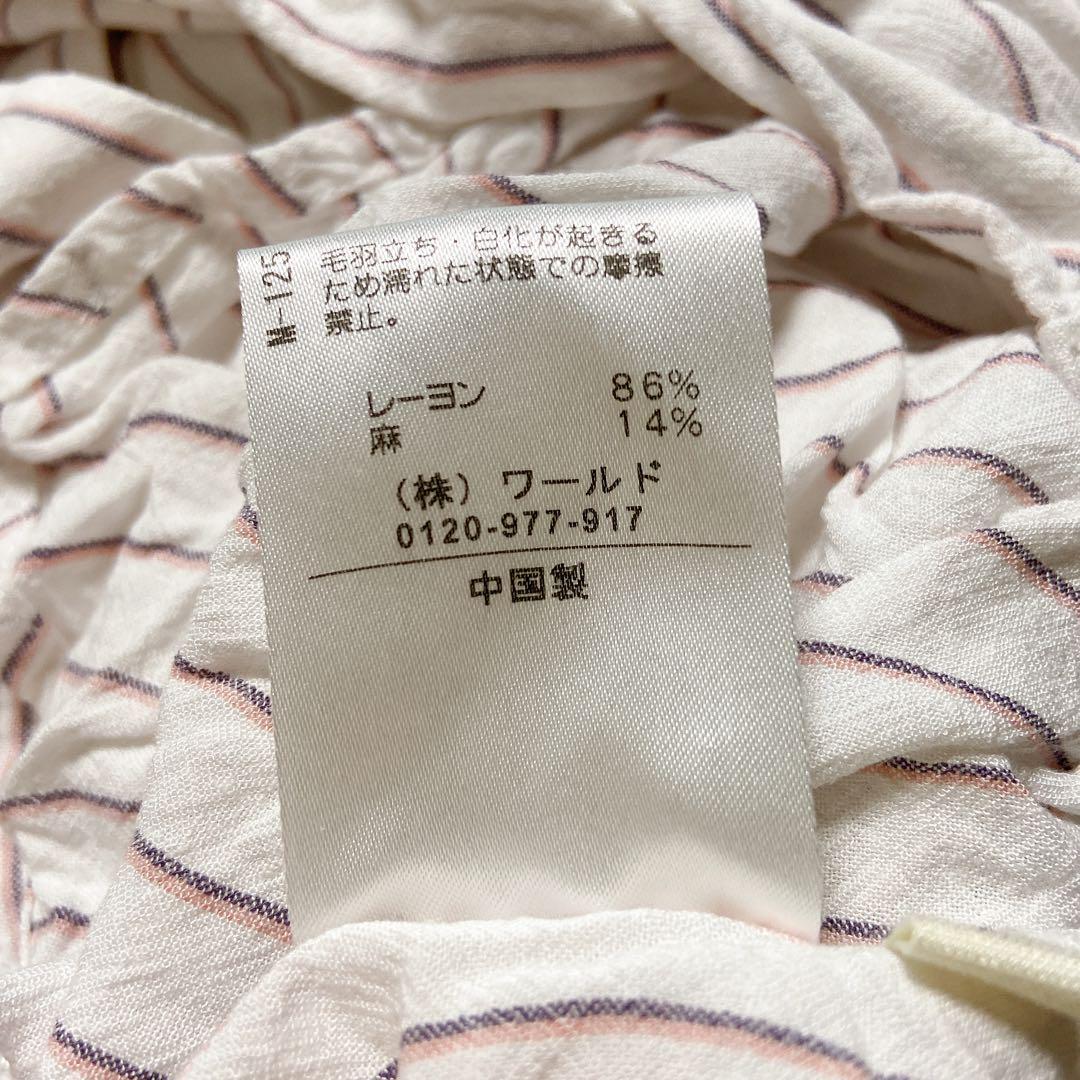 M-125
毛羽立ち・白化が起きる
ため濡れた状態での摩擦
禁止。
レーヨン 86%
麻 14%
(株) ワールド
0120-977-917
中国製